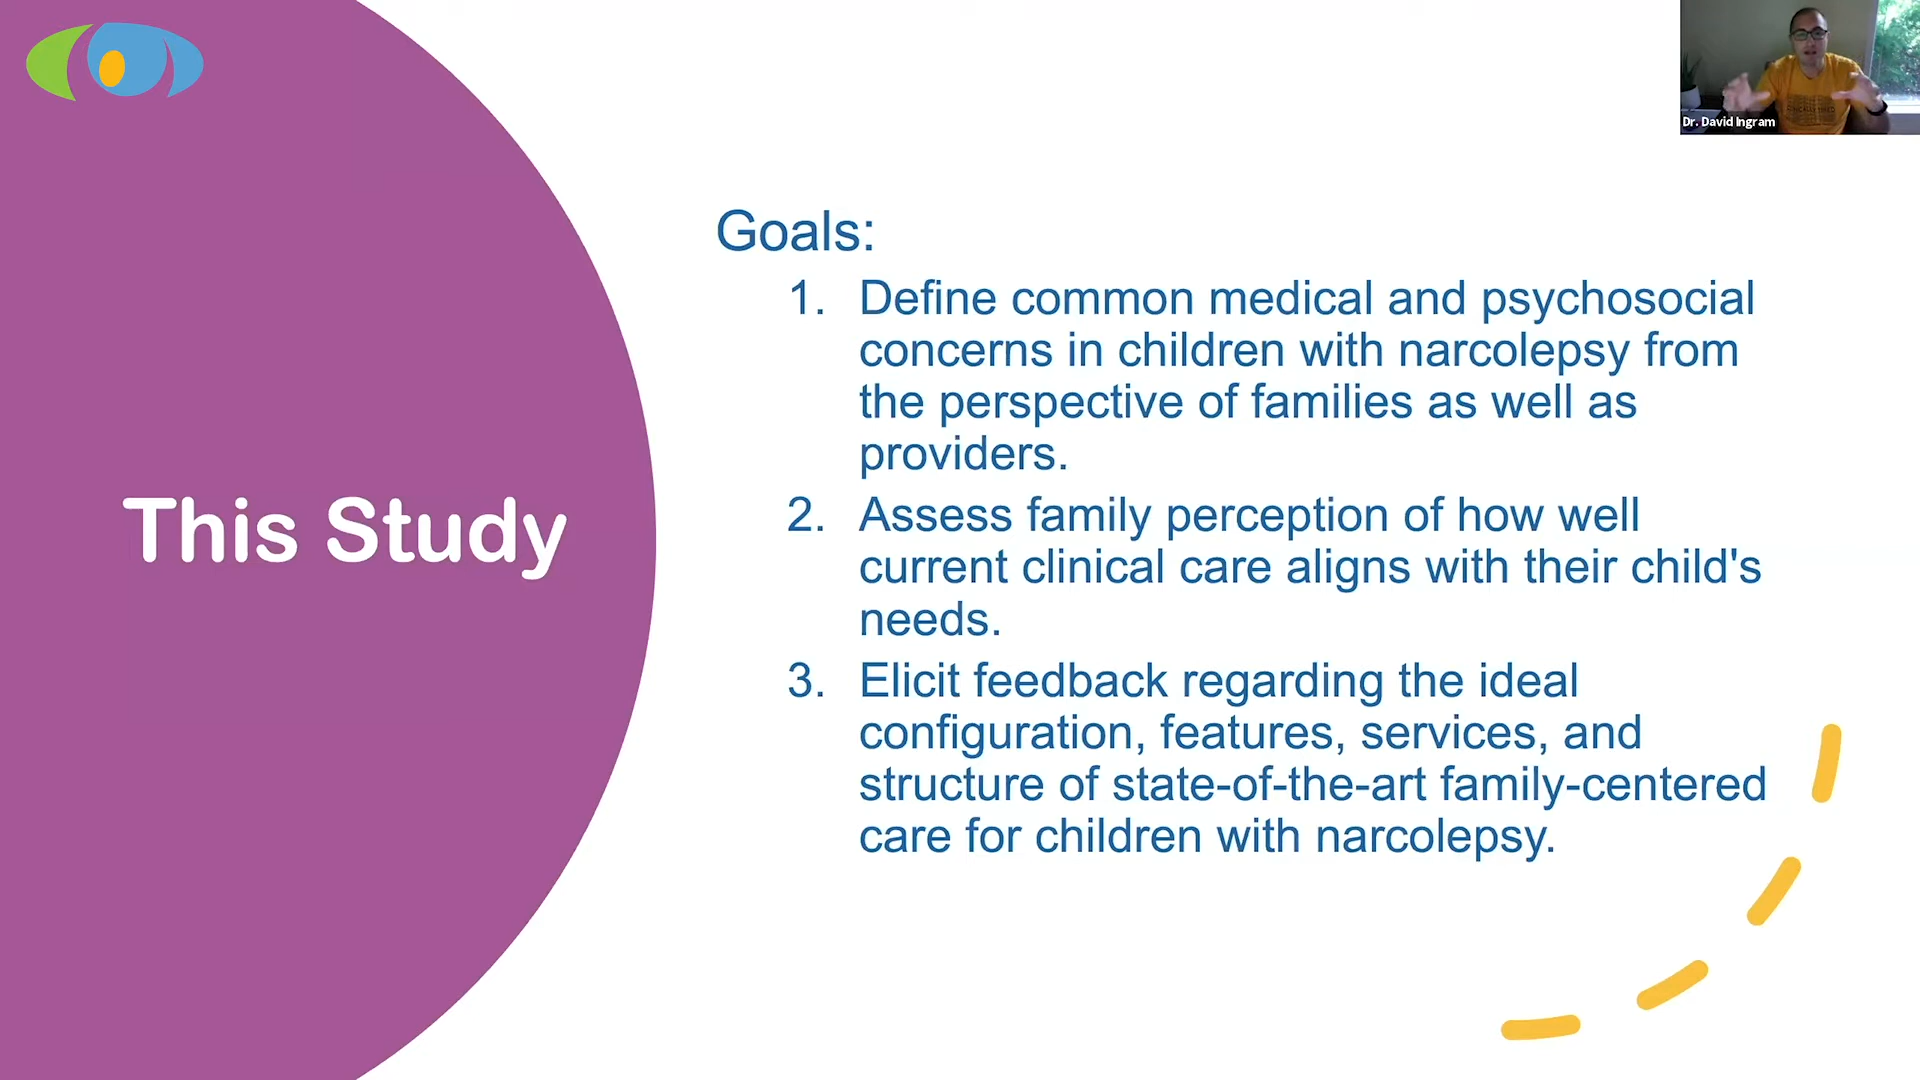 Dr. David Ingram
This Study
Goals:
1. Define common medical and psychosocial
concerns in children with narcolepsy from
the perspective of families as well as
providers.
2. Assess family perception of how well
current clinical care aligns with their child's
needs.
3. Elicit feedback regarding the ideal
configuration, features, services, and
structure of state-of-the-art family-centered
care for children with narcolepsy.